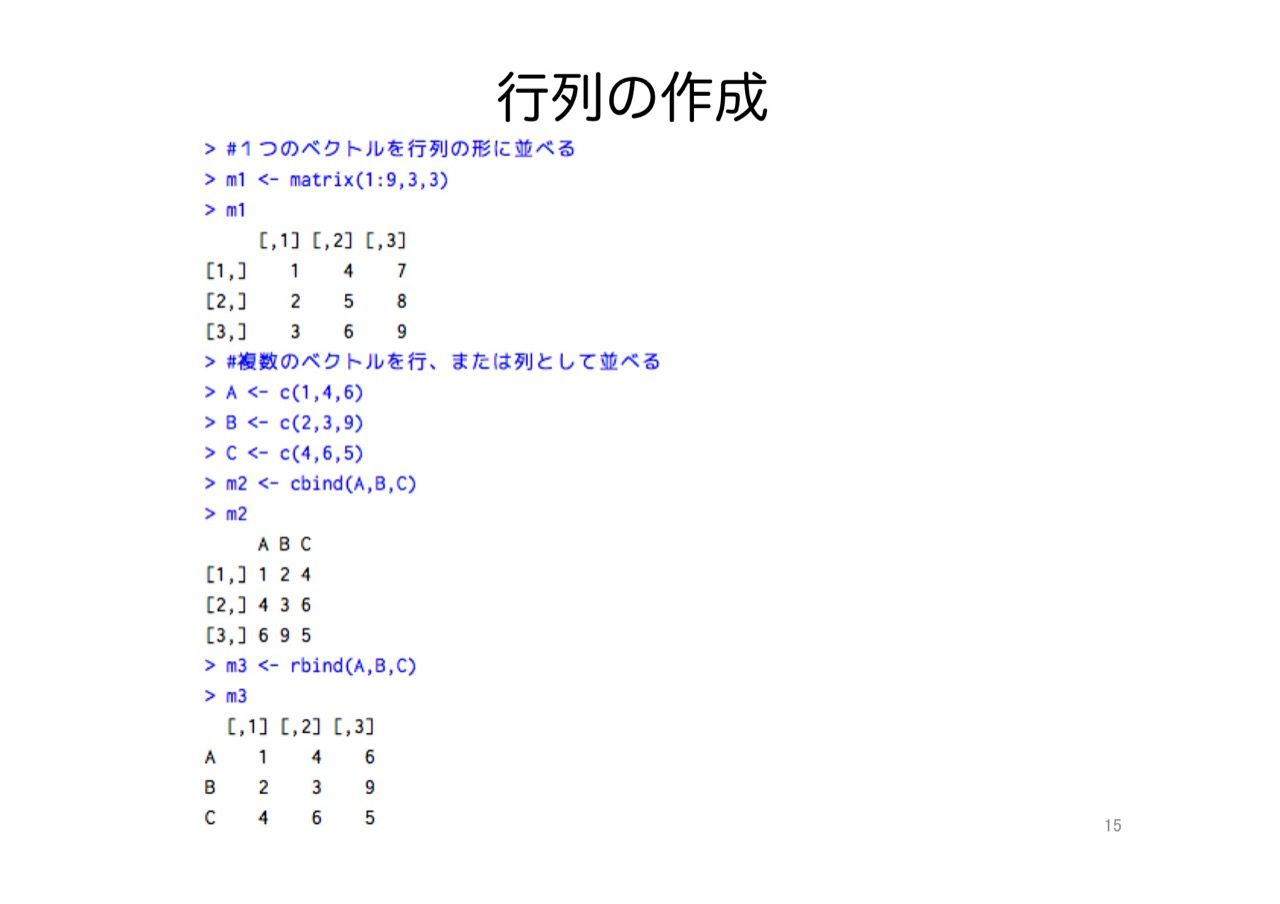 行列の作成
> #１つのベクトルを行列の形に並べる
> m1 <- matrix(1:9,3,3)
> m1
     [,1] [,2] [,3]
[1,]    1    4    7
[2,]    2    5    8
[3,]    3    6    9
> #複数のベクトルを行、または列として並べる
> A <- c(1,4,6)
> B <- c(2,3,9)
> C <- c(4,6,5)
> m2 <- cbind(A,B,C)
> m2
     A B C
[1,] 1 2 4
[2,] 4 3 6
[3,] 6 9 5
> m3 <- rbind(A,B,C)
> m3
  [,1] [,2] [,3]
A    1    4    6
B    2    3    9
C    4    6    5
15